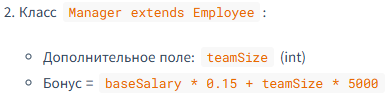 2. Класс Manager extends Employee :
Дополнительное поле: teamSize (int)
Бонус = baseSalary * 0.15 + teamSize * 5000